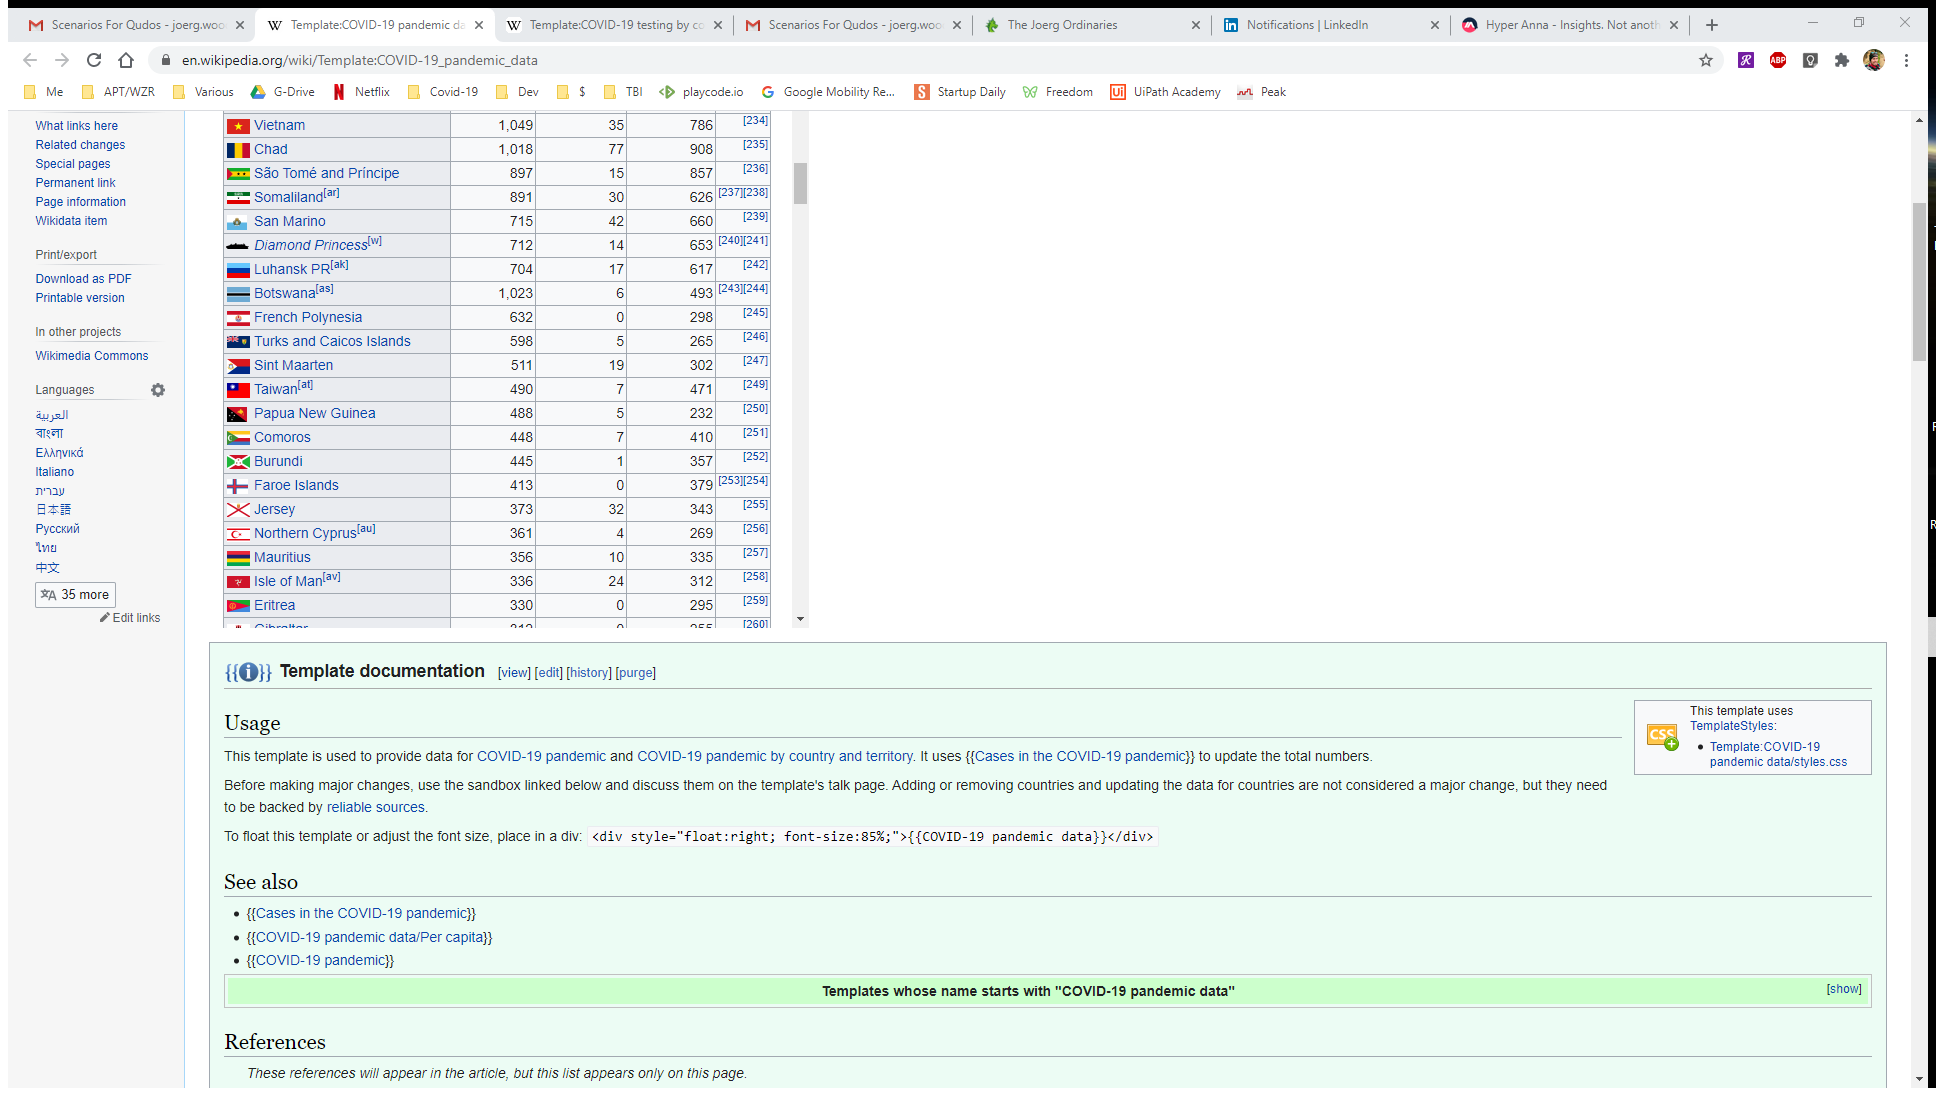 Scenarios For Qudos - joerg.woo
Template:COVID-19 pandemic da
Template:COVID-19 testing by co
Scenarios For Qudos - joerg.woo
The Joerg Ordinaries
Notifications | LinkedIn
Hyper Anna - Insights. Not anoth
en.wikipedia.org/wiki/Template:COVID-19_pandemic_data
ABP
Me
APT/WZR
Various
G-Drive
Netflix
Covid-19
Dev
$
TBI
playcode.io
Google Mobility Re...
Startup Daily
Freedom
UiPath Academy
Peak
What links here
Related changes
Special pages
Permanent link
Page information
Wikidata item
Print/export
Download as PDF
Printable version
In other projects
Wikimedia Commons
Languages
العربية
বাংলা
Ελληνικά
Italiano
עברית
日本語
Русский
ไทย
中文
35 more
Edit links
Vietnam 1,049 35 786 [234]
Chad 1,018 77 908 [235]
São Tomé and Príncipe 897 15 857 [236]
Somaliland[ar] 891 30 626 [237][238]
San Marino 715 42 660 [239]
Diamond Princess[w] 712 14 653 [240][241]
Luhansk PR[ak] 704 17 617 [242]
Botswana[as] 1,023 6 493 [243][244]
French Polynesia 632 0 298 [245]
Turks and Caicos Islands 598 5 265 [246]
Sint Maarten 511 19 302 [247]
Taiwan[at] 490 7 471 [249]
Papua New Guinea 488 5 232 [250]
Comoros 448 7 410 [251]
Burundi 445 1 357 [252]
Faroe Islands 413 0 379 [253][254]
Jersey 373 32 343 [255]
Northern Cyprus[au] 361 4 269 [256]
Mauritius 356 10 335 [257]
Isle of Man[av] 336 24 312 [258]
Eritrea 330 0 295 [259]
[260]
{{i}} Template documentation [view] [edit] [history] [purge]
Usage
This template is used to provide data for COVID-19 pandemic and COVID-19 pandemic by country and territory. It uses {{Cases in the COVID-19 pandemic}} to update the total numbers.
Before making major changes, use the sandbox linked below and discuss them on the template's talk page. Adding or removing countries and updating the data for countries are not considered a major change, but they need
to be backed by reliable sources.
To float this template or adjust the font size, place in a div: <div style="float:right; font-size:85%;">{{COVID-19 pandemic data}}</div>
CSS
This template uses
TemplateStyles:
Template:COVID-19
pandemic data/styles.css
See also
{{Cases in the COVID-19 pandemic}}
{{COVID-19 pandemic data/Per capita}}
{{COVID-19 pandemic}}
Templates whose name starts with "COVID-19 pandemic data" [show]
References
These references will appear in the article, but this list appears only on this page.